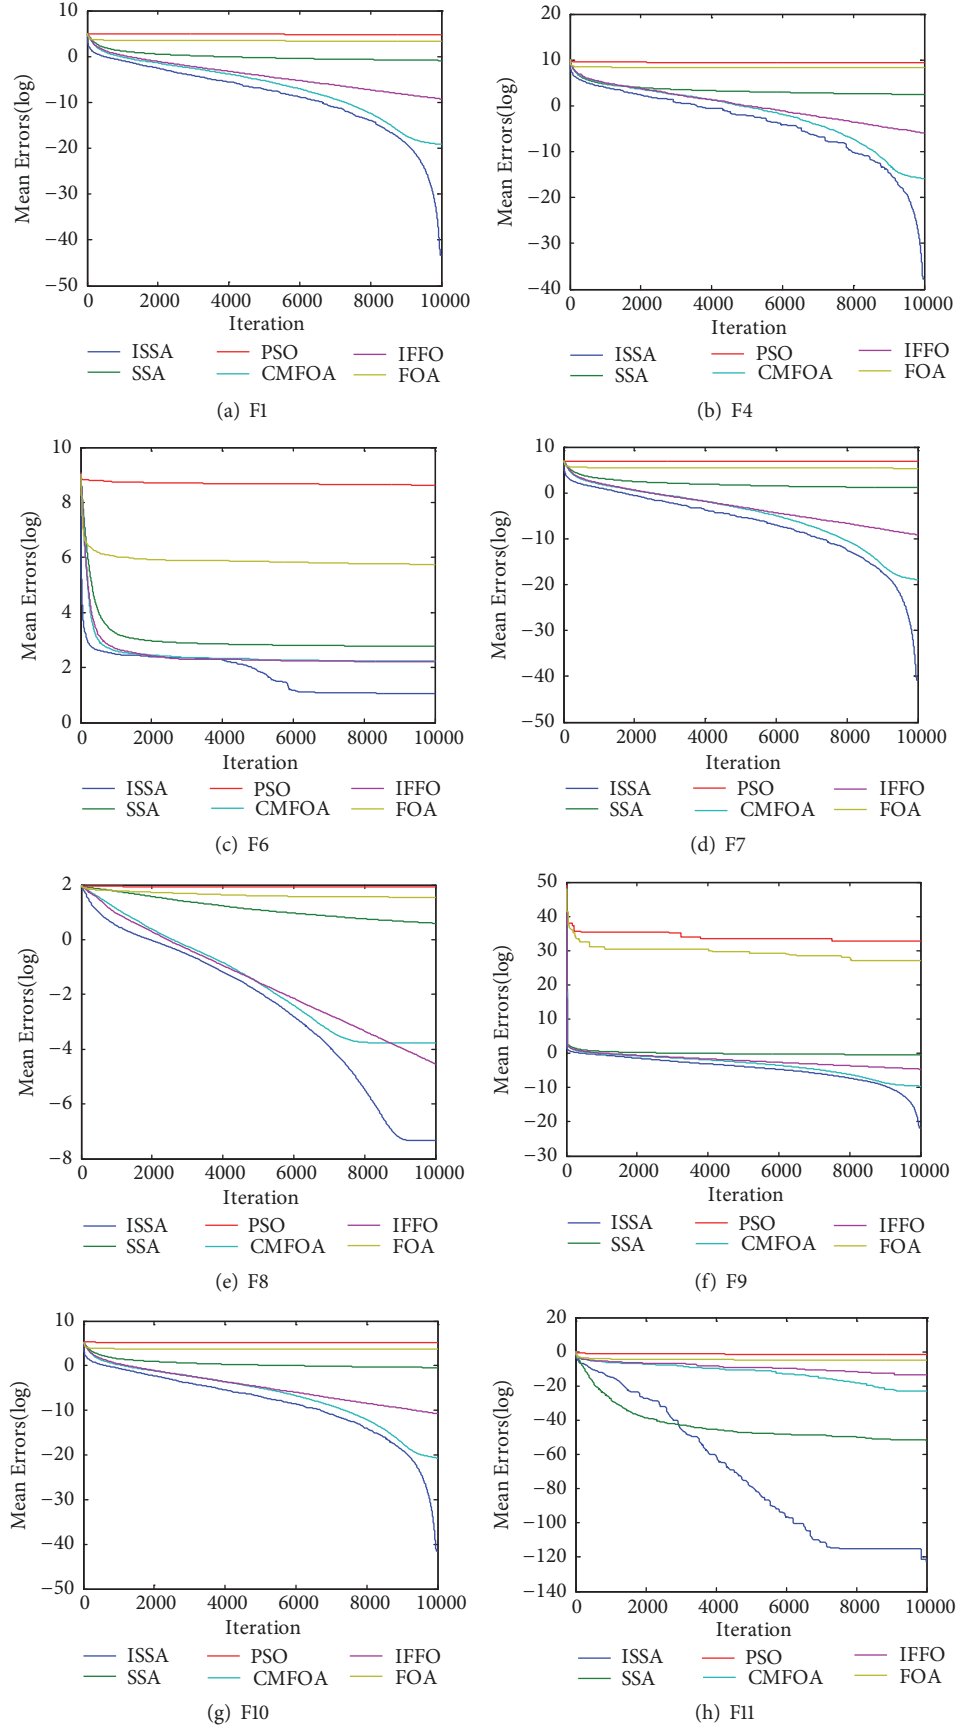 10
0
−10
−20
−30
−40
−50
Mean Errors(log)
0 2000 4000 6000 8000 10000
Iteration
ISSA PSO IFFO
SSA CMFOA FOA
(a) F1
20
10
0
−10
−20
−30
−40
Mean Errors(log)
0 2000 4000 6000 8000 10000
Iteration
ISSA PSO IFFO
SSA CMFOA FOA
(b) F4
10
8
6
4
2
0
Mean Errors(log)
0 2000 4000 6000 8000 10000
Iteration
ISSA PSO IFFO
SSA CMFOA FOA
(c) F6
10
0
−10
−20
−30
−40
−50
Mean Errors(log)
0 2000 4000 6000 8000 10000
Iteration
ISSA PSO IFFO
SSA CMFOA FOA
(d) F7
2
0
−2
−4
−6
−8
Mean Errors(log)
0 2000 4000 6000 8000 10000
Iteration
ISSA PSO IFFO
SSA CMFOA FOA
(e) F8
50
40
30
20
10
0
−10
−20
−30
Mean Errors(log)
0 2000 4000 6000 8000 10000
Iteration
ISSA PSO IFFO
SSA CMFOA FOA
(f) F9
10
0
−10
−20
−30
−40
−50
Mean Errors(log)
0 2000 4000 6000 8000 10000
Iteration
ISSA PSO IFFO
SSA CMFOA FOA
(g) F10
20
0
−20
−40
−60
−80
−100
−120
−140
Mean Errors(log)
0 2000 4000 6000 8000 10000
Iteration
ISSA PSO IFFO
SSA CMFOA FOA
(h) F11